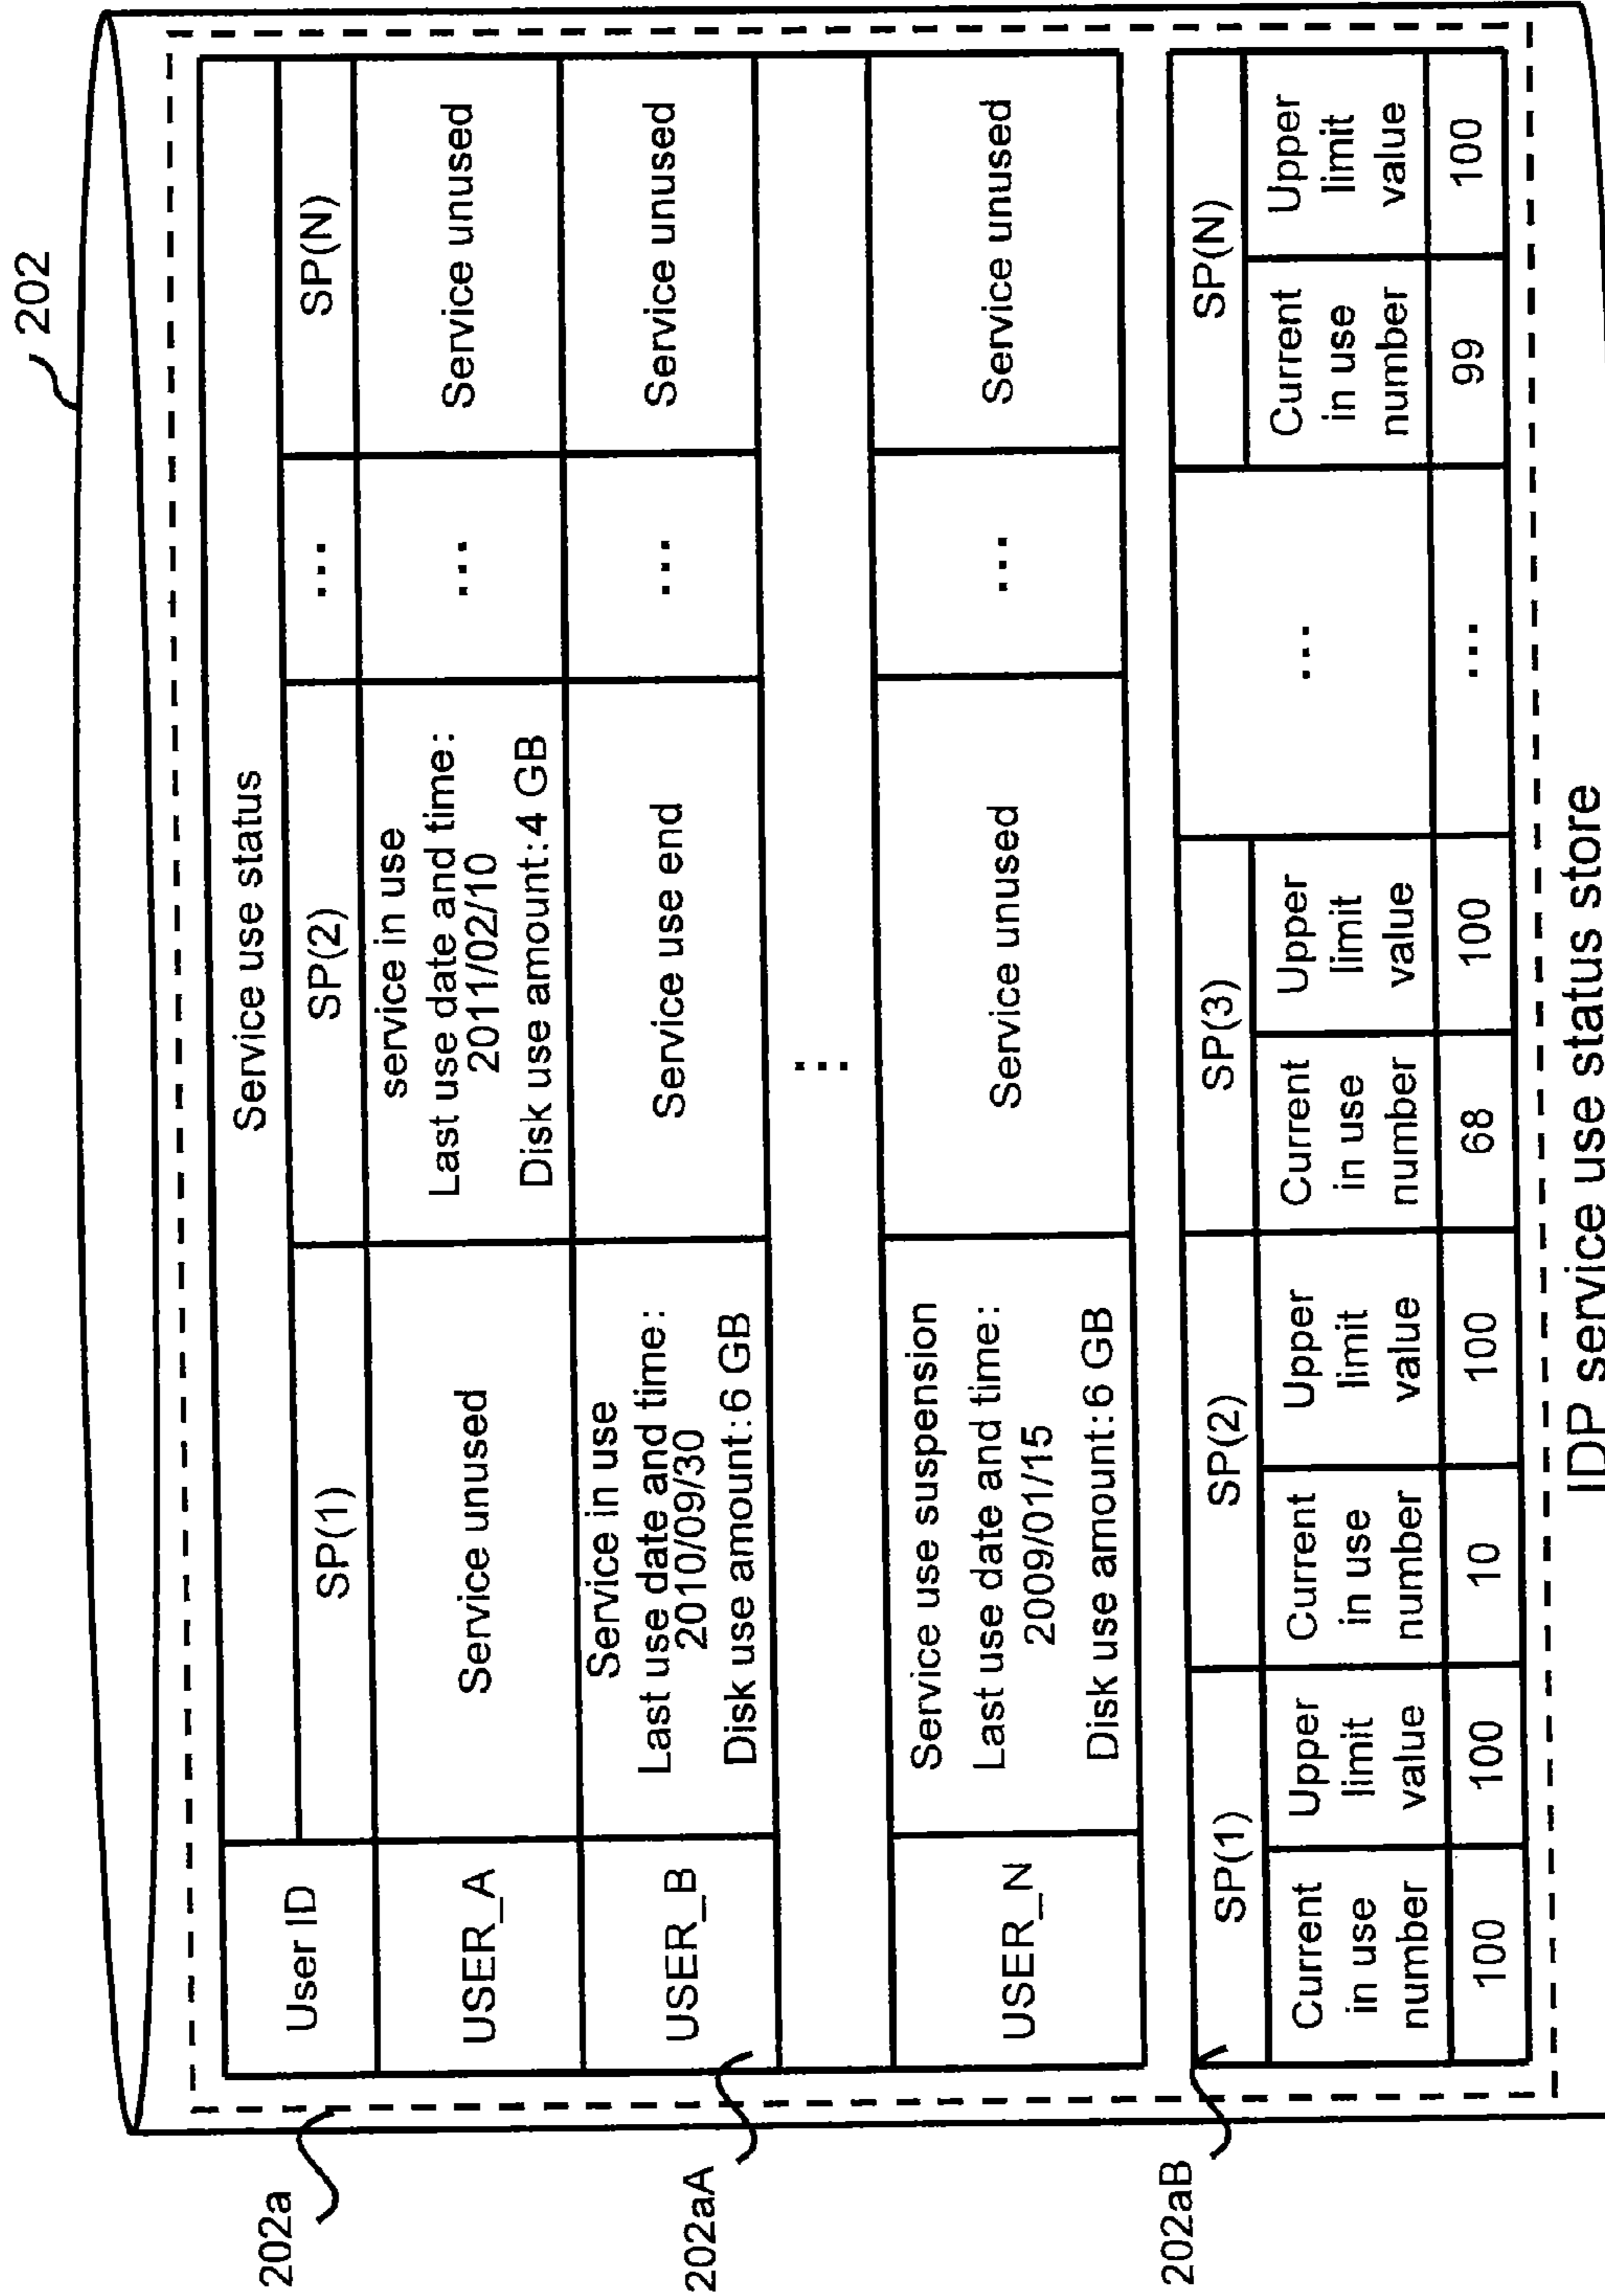 202
202a
Service use status
User ID
SP(1)
SP(2)
...
SP(N)
USER_A
Service unused
service in use
Last use date and time:
2011/02/10
Disk use amount:4 GB
...
Service unused
202aA
USER_B
Service in use
Last use date and time:
2010/09/30
Disk use amount:6 GB
Service use end
...
Service unused
...
USER_N
Service use suspension
Last use date and time:
2009/01/15
Disk use amount:6 GB
Service unused
...
Service unused
202aB
SP(1)
SP(2)
SP(3)
...
SP(N)
Current
in use
number
Upper
limit
value
Current
in use
number
Upper
limit
value
Current
in use
number
Upper
limit
value
Current
in use
number
Upper
limit
value
100
100
10
100
68
100
...
99
100
IDP service use status store